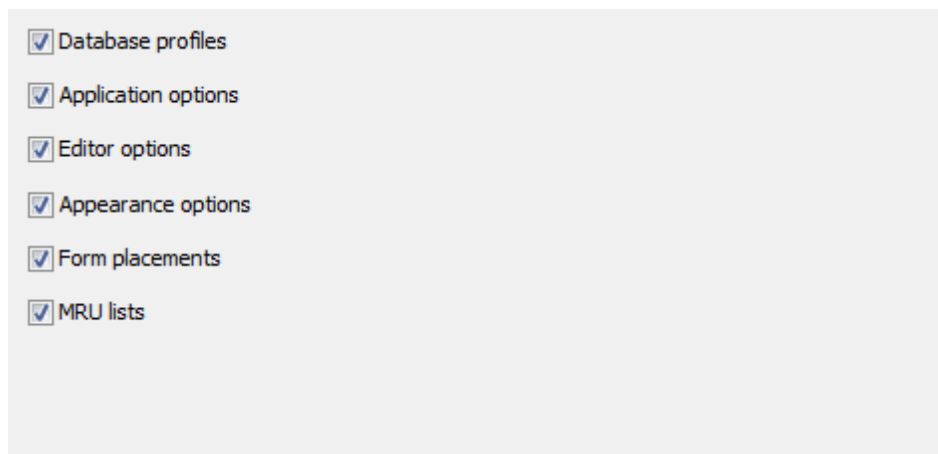 Database profiles
Application options
Editor options
Appearance options
Form placements
MRU lists